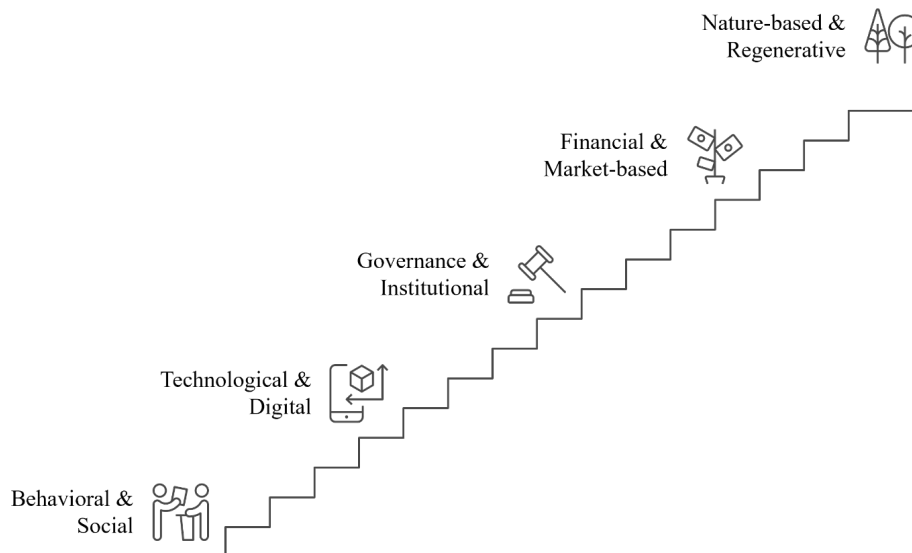 Nature-based &
Regenerative
Financial &
Market-based
Governance &
Institutional
Technological &
Digital
Behavioral &
Social